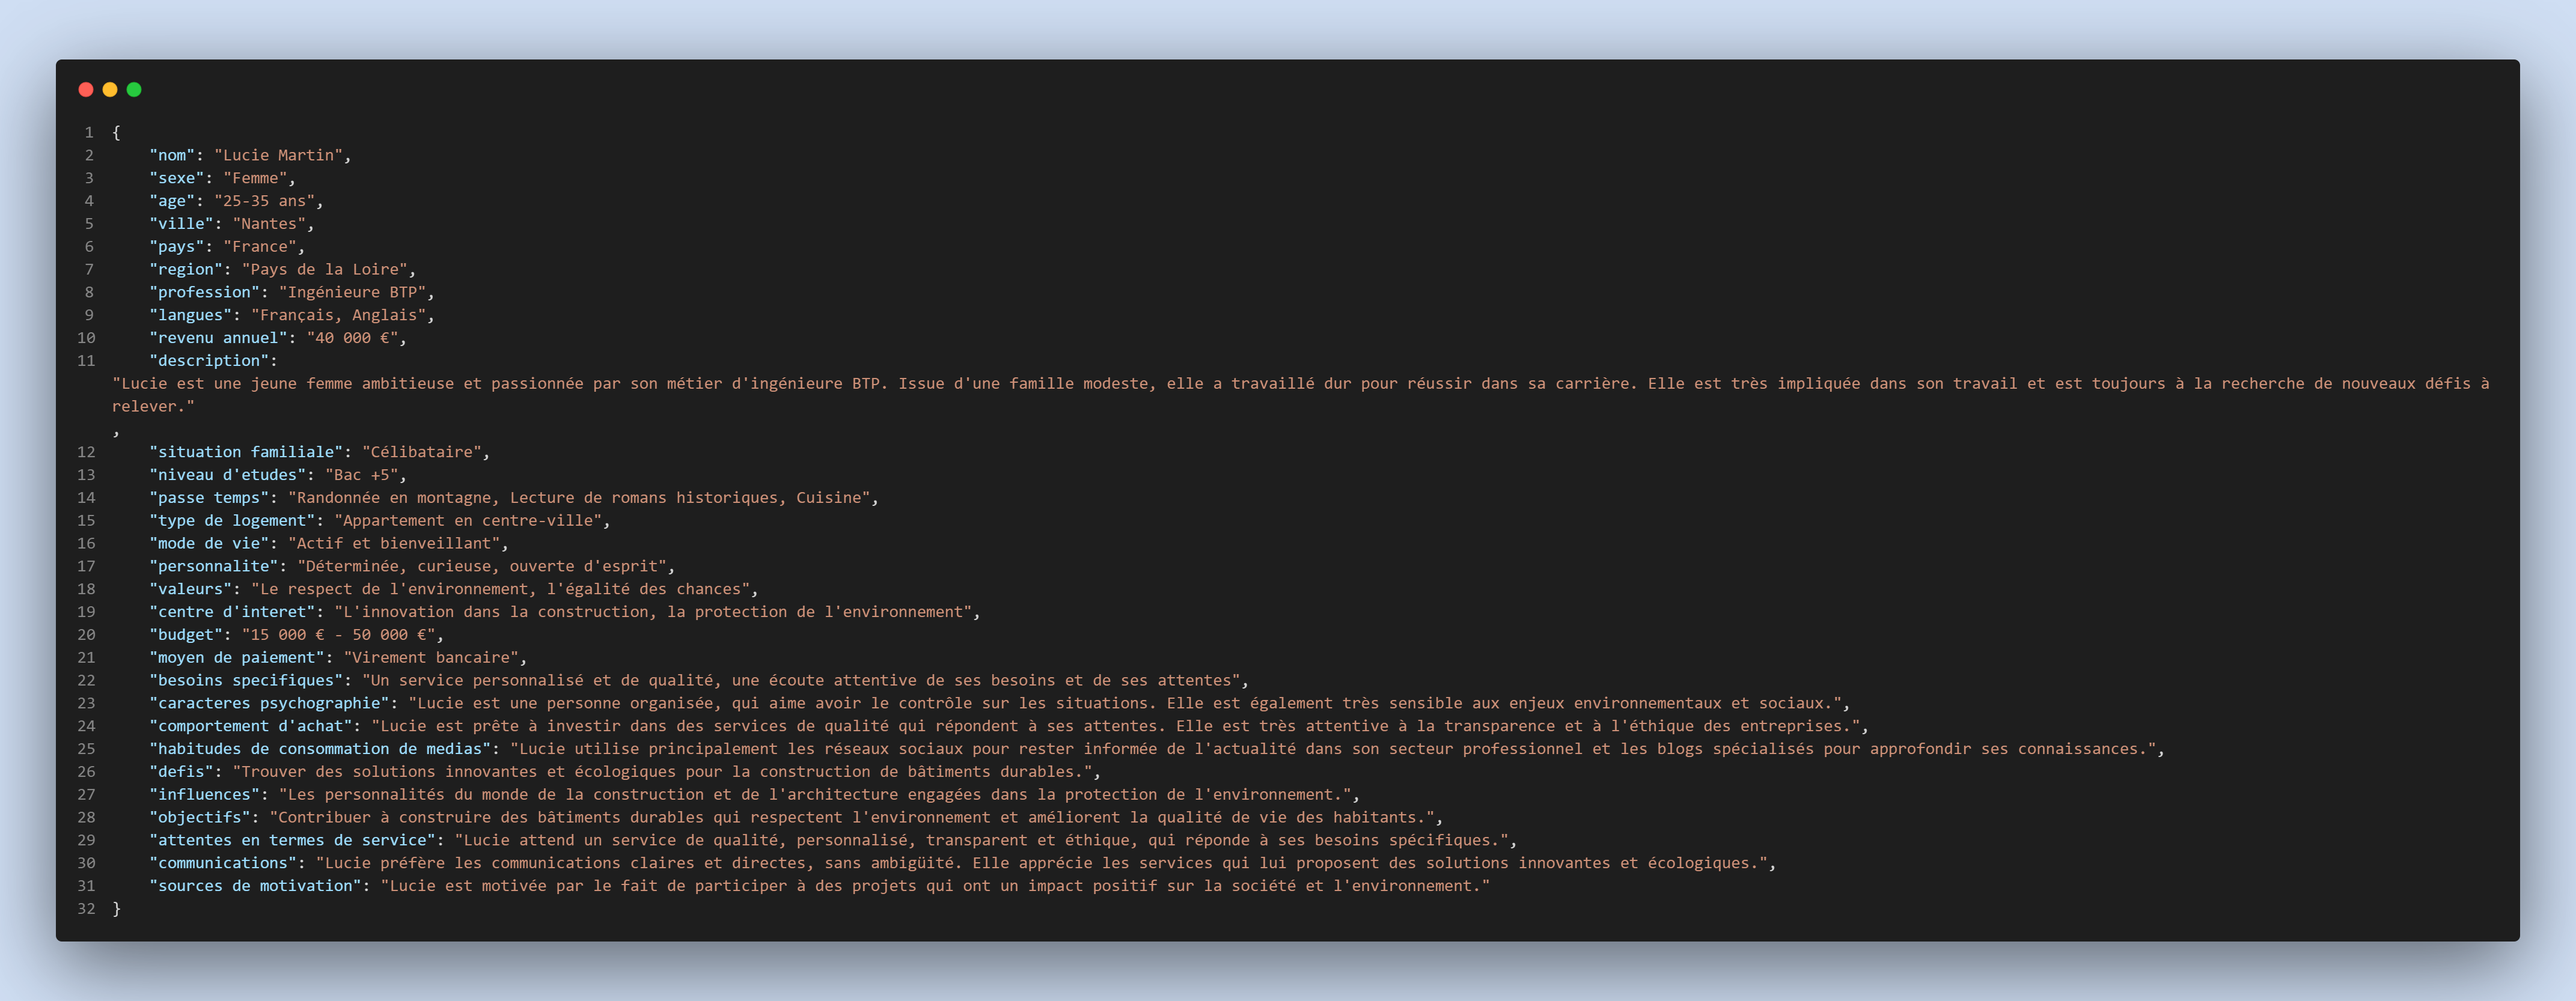 1 {
2 "nom": "Lucie Martin",
3 "sexe": "Femme",
4 "age": "25-35 ans",
5 "ville": "Nantes",
6 "pays": "France",
7 "region": "Pays de la Loire",
8 "profession": "Ingénieure BTP",
9 "langues": "Français, Anglais",
10 "revenu annuel": "40 000 €",
11 "description":
"Lucie est une jeune femme ambitieuse et passionnée par son métier d'ingénieure BTP. Issue d'une famille modeste, elle a travaillé dur pour réussir dans sa carrière. Elle est très impliquée dans son travail et est toujours à la recherche de nouveaux défis à
relever."
,
12 "situation familiale": "Célibataire",
13 "niveau d'etudes": "Bac +5",
14 "passe temps": "Randonnée en montagne, Lecture de romans historiques, Cuisine",
15 "type de logement": "Appartement en centre-ville",
16 "mode de vie": "Actif et bienveillant",
17 "personnalite": "Déterminée, curieuse, ouverte d'esprit",
18 "valeurs": "Le respect de l'environnement, l'égalité des chances",
19 "centre d'interet": "L'innovation dans la construction, la protection de l'environnement",
20 "budget": "15 000 € - 50 000 €",
21 "moyen de paiement": "Virement bancaire",
22 "besoins specifiques": "Un service personnalisé et de qualité, une écoute attentive de ses besoins et de ses attentes",
23 "caracteres psychographie": "Lucie est une personne organisée, qui aime avoir le contrôle sur les situations. Elle est également très sensible aux enjeux environnementaux et sociaux.",
24 "comportement d'achat": "Lucie est prête à investir dans des services de qualité qui répondent à ses attentes. Elle est très attentive à la transparence et à l'éthique des entreprises.",
25 "habitudes de consommation de medias": "Lucie utilise principalement les réseaux sociaux pour rester informée de l'actualité dans son secteur professionnel et les blogs spécialisés pour approfondir ses connaissances.",
26 "defis": "Trouver des solutions innovantes et écologiques pour la construction de bâtiments durables.",
27 "influences": "Les personnalités du monde de la construction et de l'architecture engagées dans la protection de l'environnement.",
28 "objectifs": "Contribuer à construire des bâtiments durables qui respectent l'environnement et améliorent la qualité de vie des habitants.",
29 "attentes en termes de service": "Lucie attend un service de qualité, personnalisé, transparent et éthique, qui réponde à ses besoins spécifiques.",
30 "communications": "Lucie préfère les communications claires et directes, sans ambigüité. Elle apprécie les services qui lui proposent des solutions innovantes et écologiques.",
31 "sources de motivation": "Lucie est motivée par le fait de participer à des projets qui ont un impact positif sur la société et l'environnement."
32 }